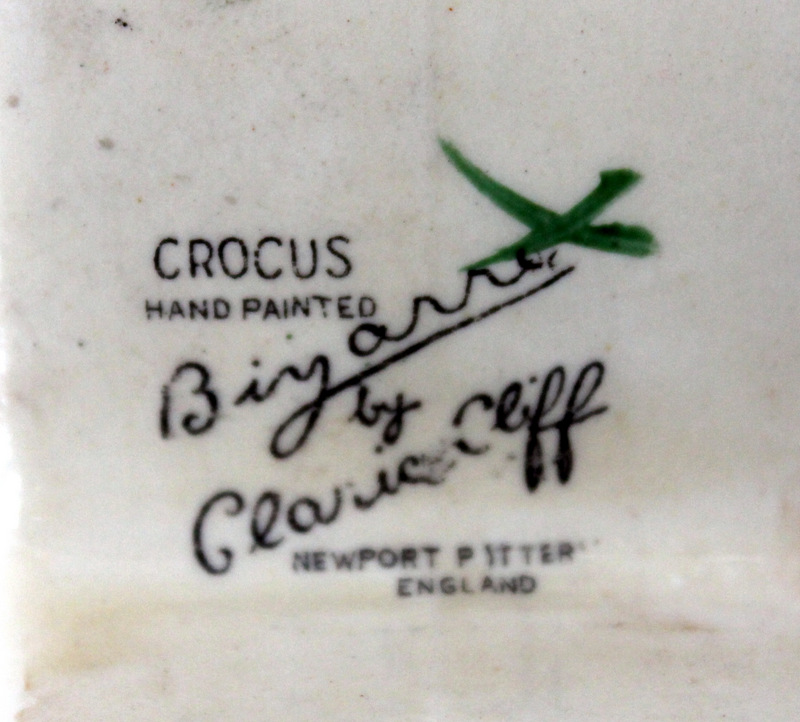 CROCUS
HAND PAINTED
Bizarre
by
Clarice Cliff
NEWPORT POTTERY
ENGLAND